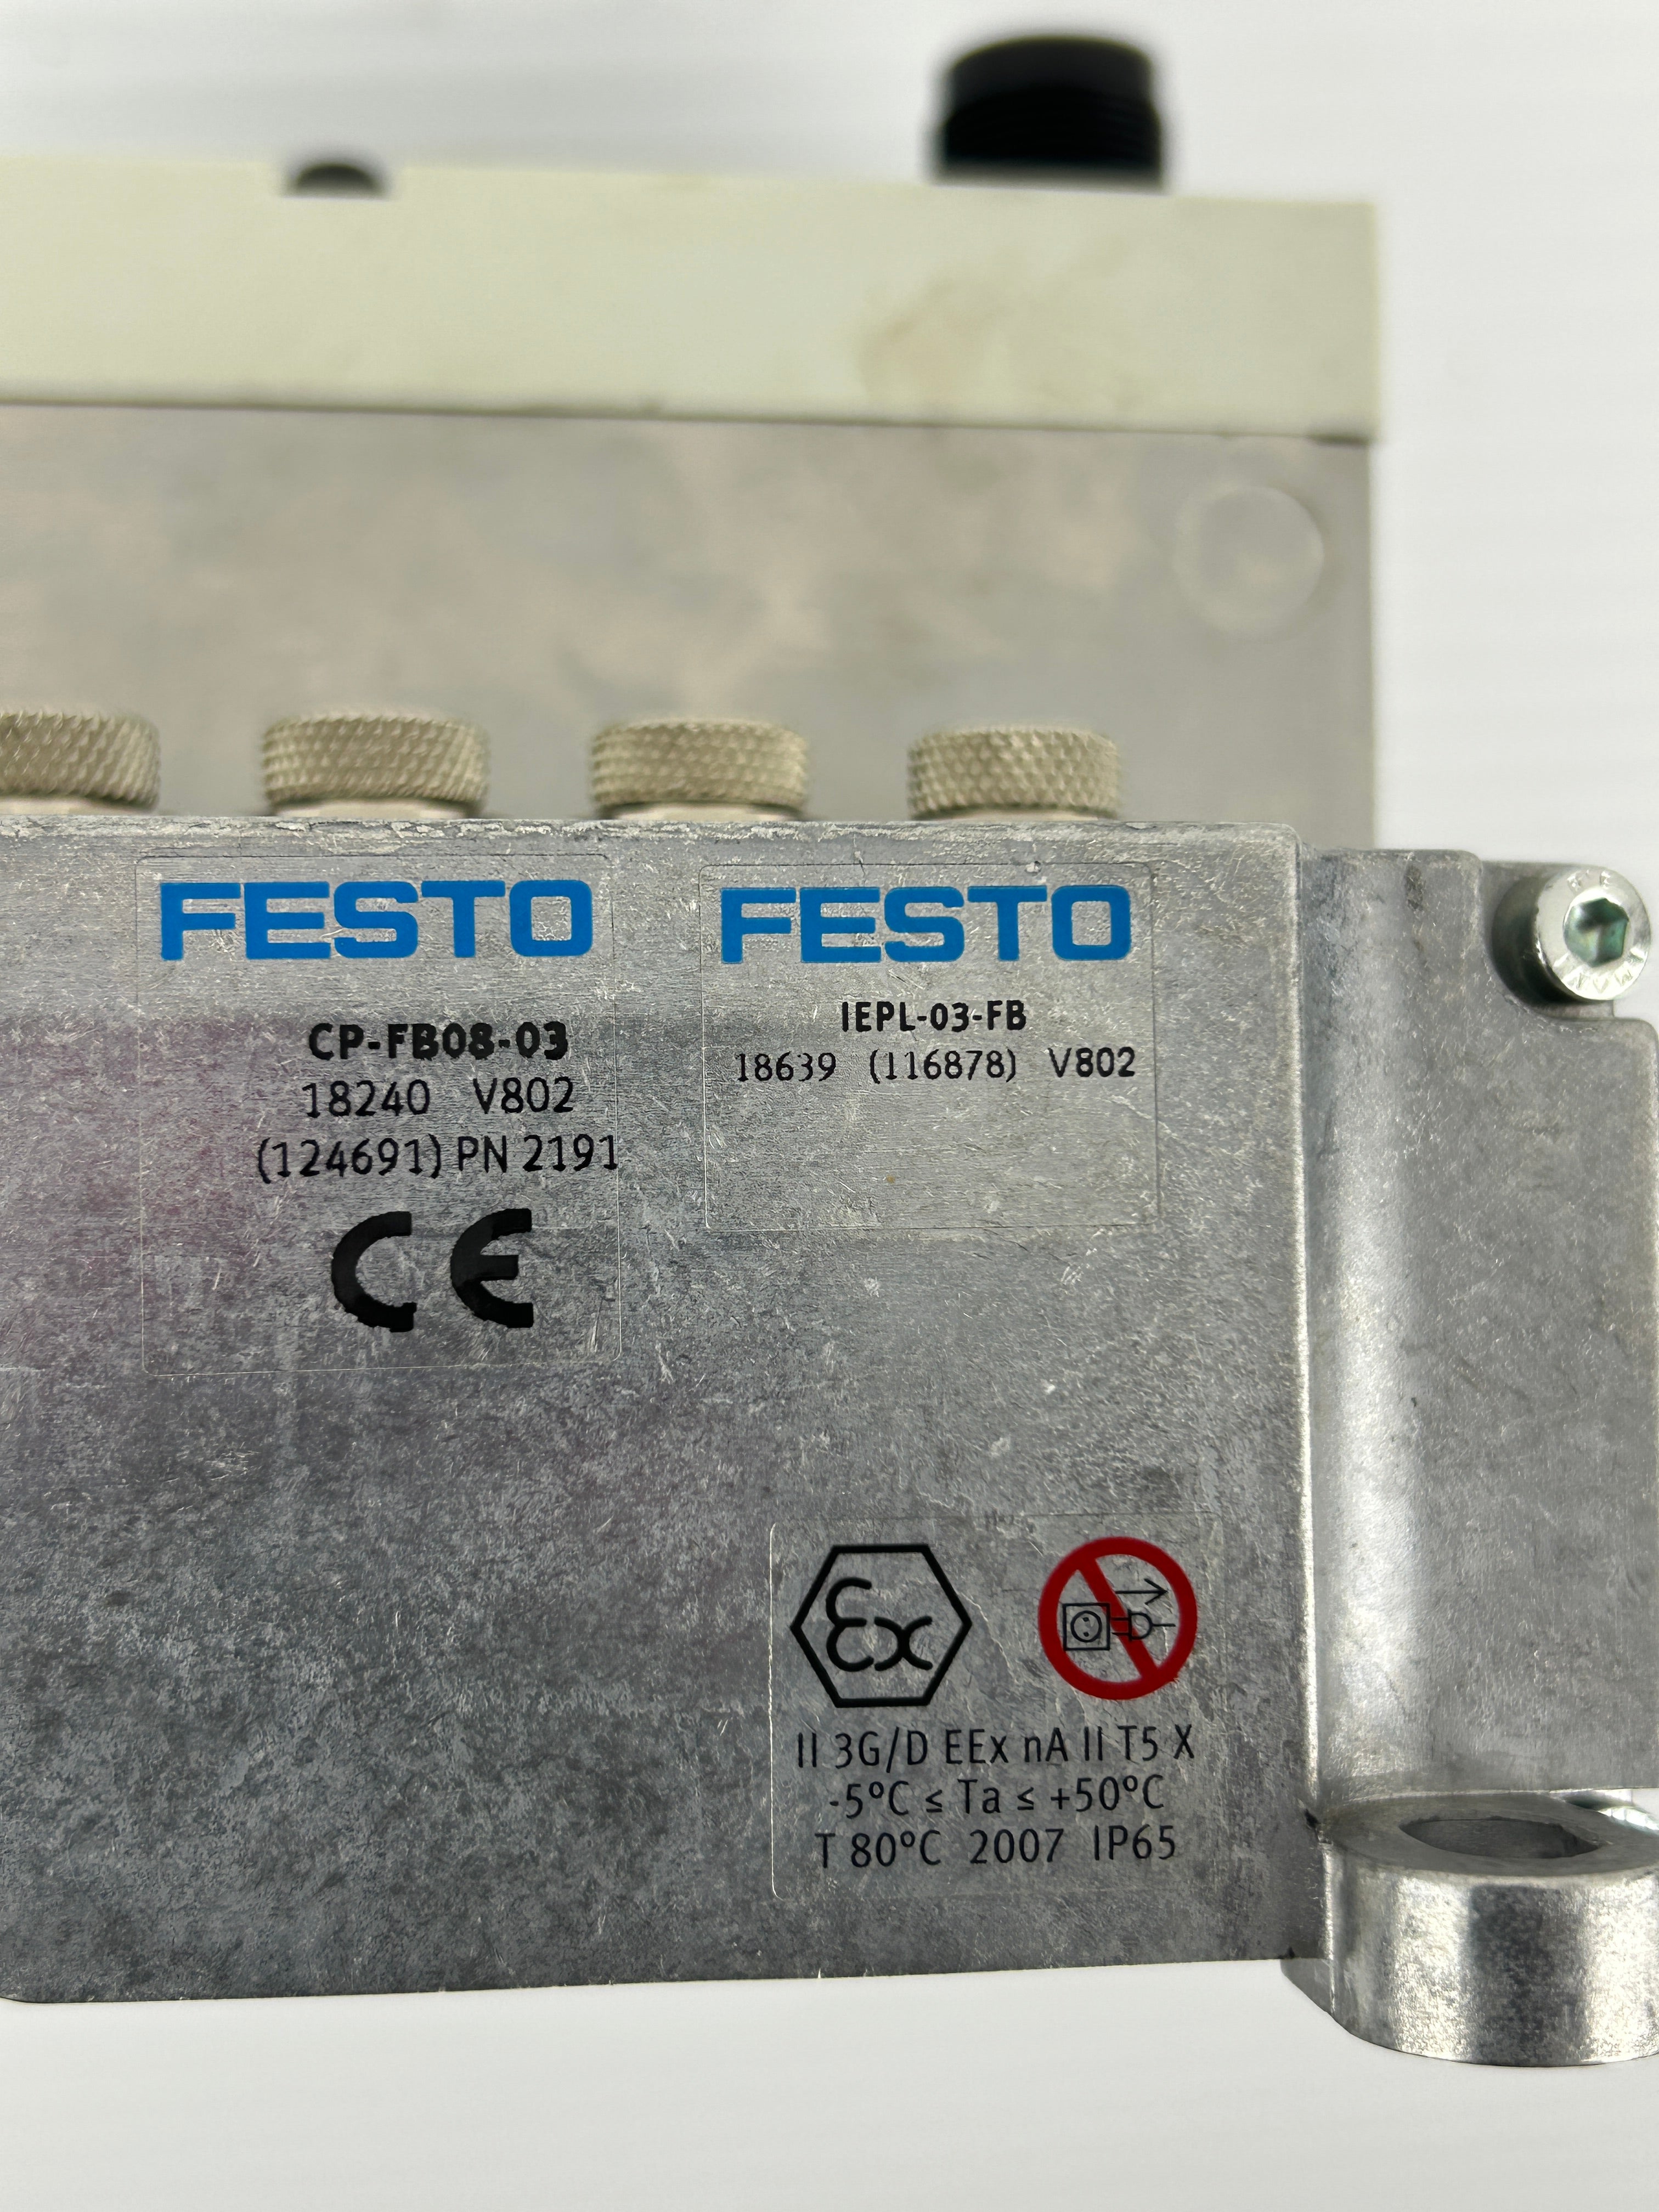 FESTO
CP-FB08-03
18240 V802
(124691) PN 2191
CE
FESTO
IEPL-03-FB
18639 (116878) V802
Ex
II 3G/D EEx nA II T5 X
-5°C ≤ Ta ≤ +50°C
T 80°C 2007 IP65